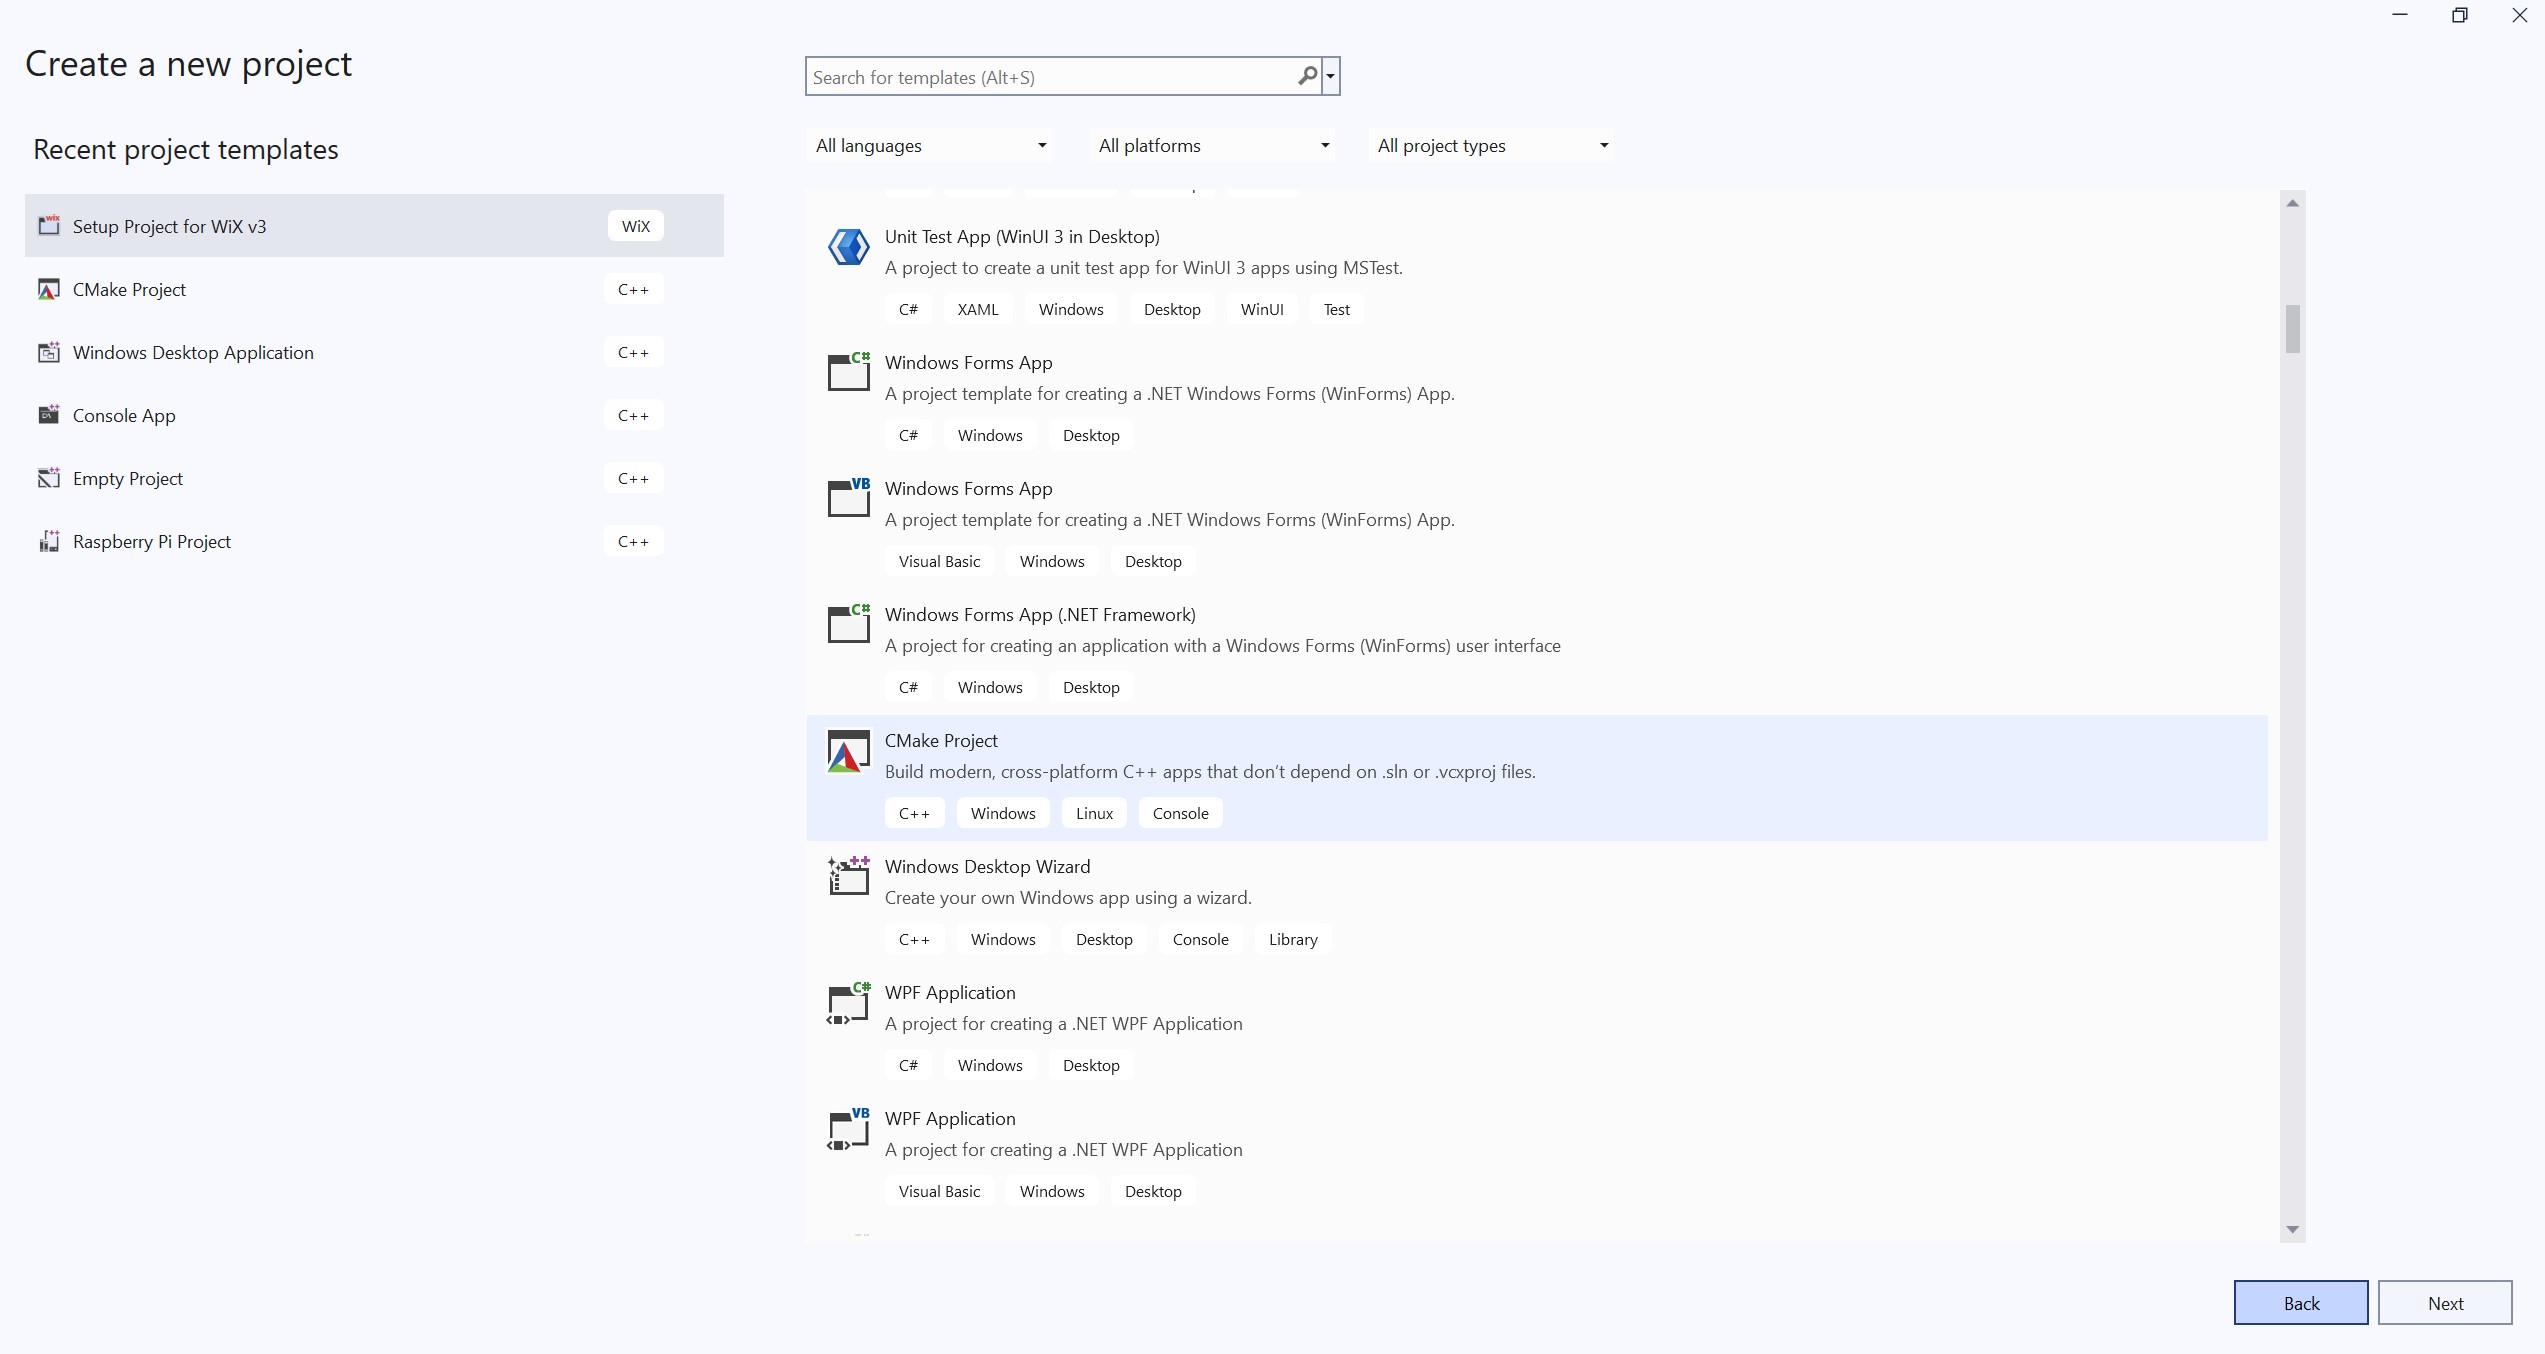 Create a new project
Search for templates (Alt+S)
All languages
All platforms
All project types
Recent project templates
Setup Project for WiX v3
WiX
CMake Project
C++
Windows Desktop Application
C++
Console App
C++
Empty Project
C++
Raspberry Pi Project
C++
Unit Test App (WinUI 3 in Desktop)
A project to create a unit test app for WinUI 3 apps using MSTest.
C# XAML Windows Desktop WinUI Test
Windows Forms App
A project template for creating a .NET Windows Forms (WinForms) App.
C# Windows Desktop
Windows Forms App
A project template for creating a .NET Windows Forms (WinForms) App.
Visual Basic Windows Desktop
Windows Forms App (.NET Framework)
A project for creating an application with a Windows Forms (WinForms) user interface
C# Windows Desktop
CMake Project
Build modern, cross-platform C++ apps that don't depend on .sln or .vcxproj files.
C++ Windows Linux Console
Windows Desktop Wizard
Create your own Windows app using a wizard.
C++ Windows Desktop Console Library
WPF Application
A project for creating a .NET WPF Application
C# Windows Desktop
WPF Application
A project for creating a .NET WPF Application
Visual Basic Windows Desktop
Back
Next